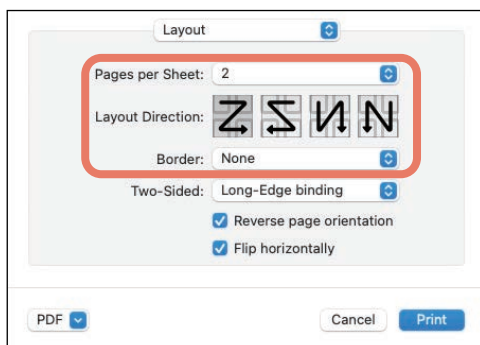 Layout
Pages per Sheet: 2
Layout Direction:
Border: None
Two-Sided: Long-Edge binding
Reverse page orientation
Flip horizontally
PDF Cancel Print